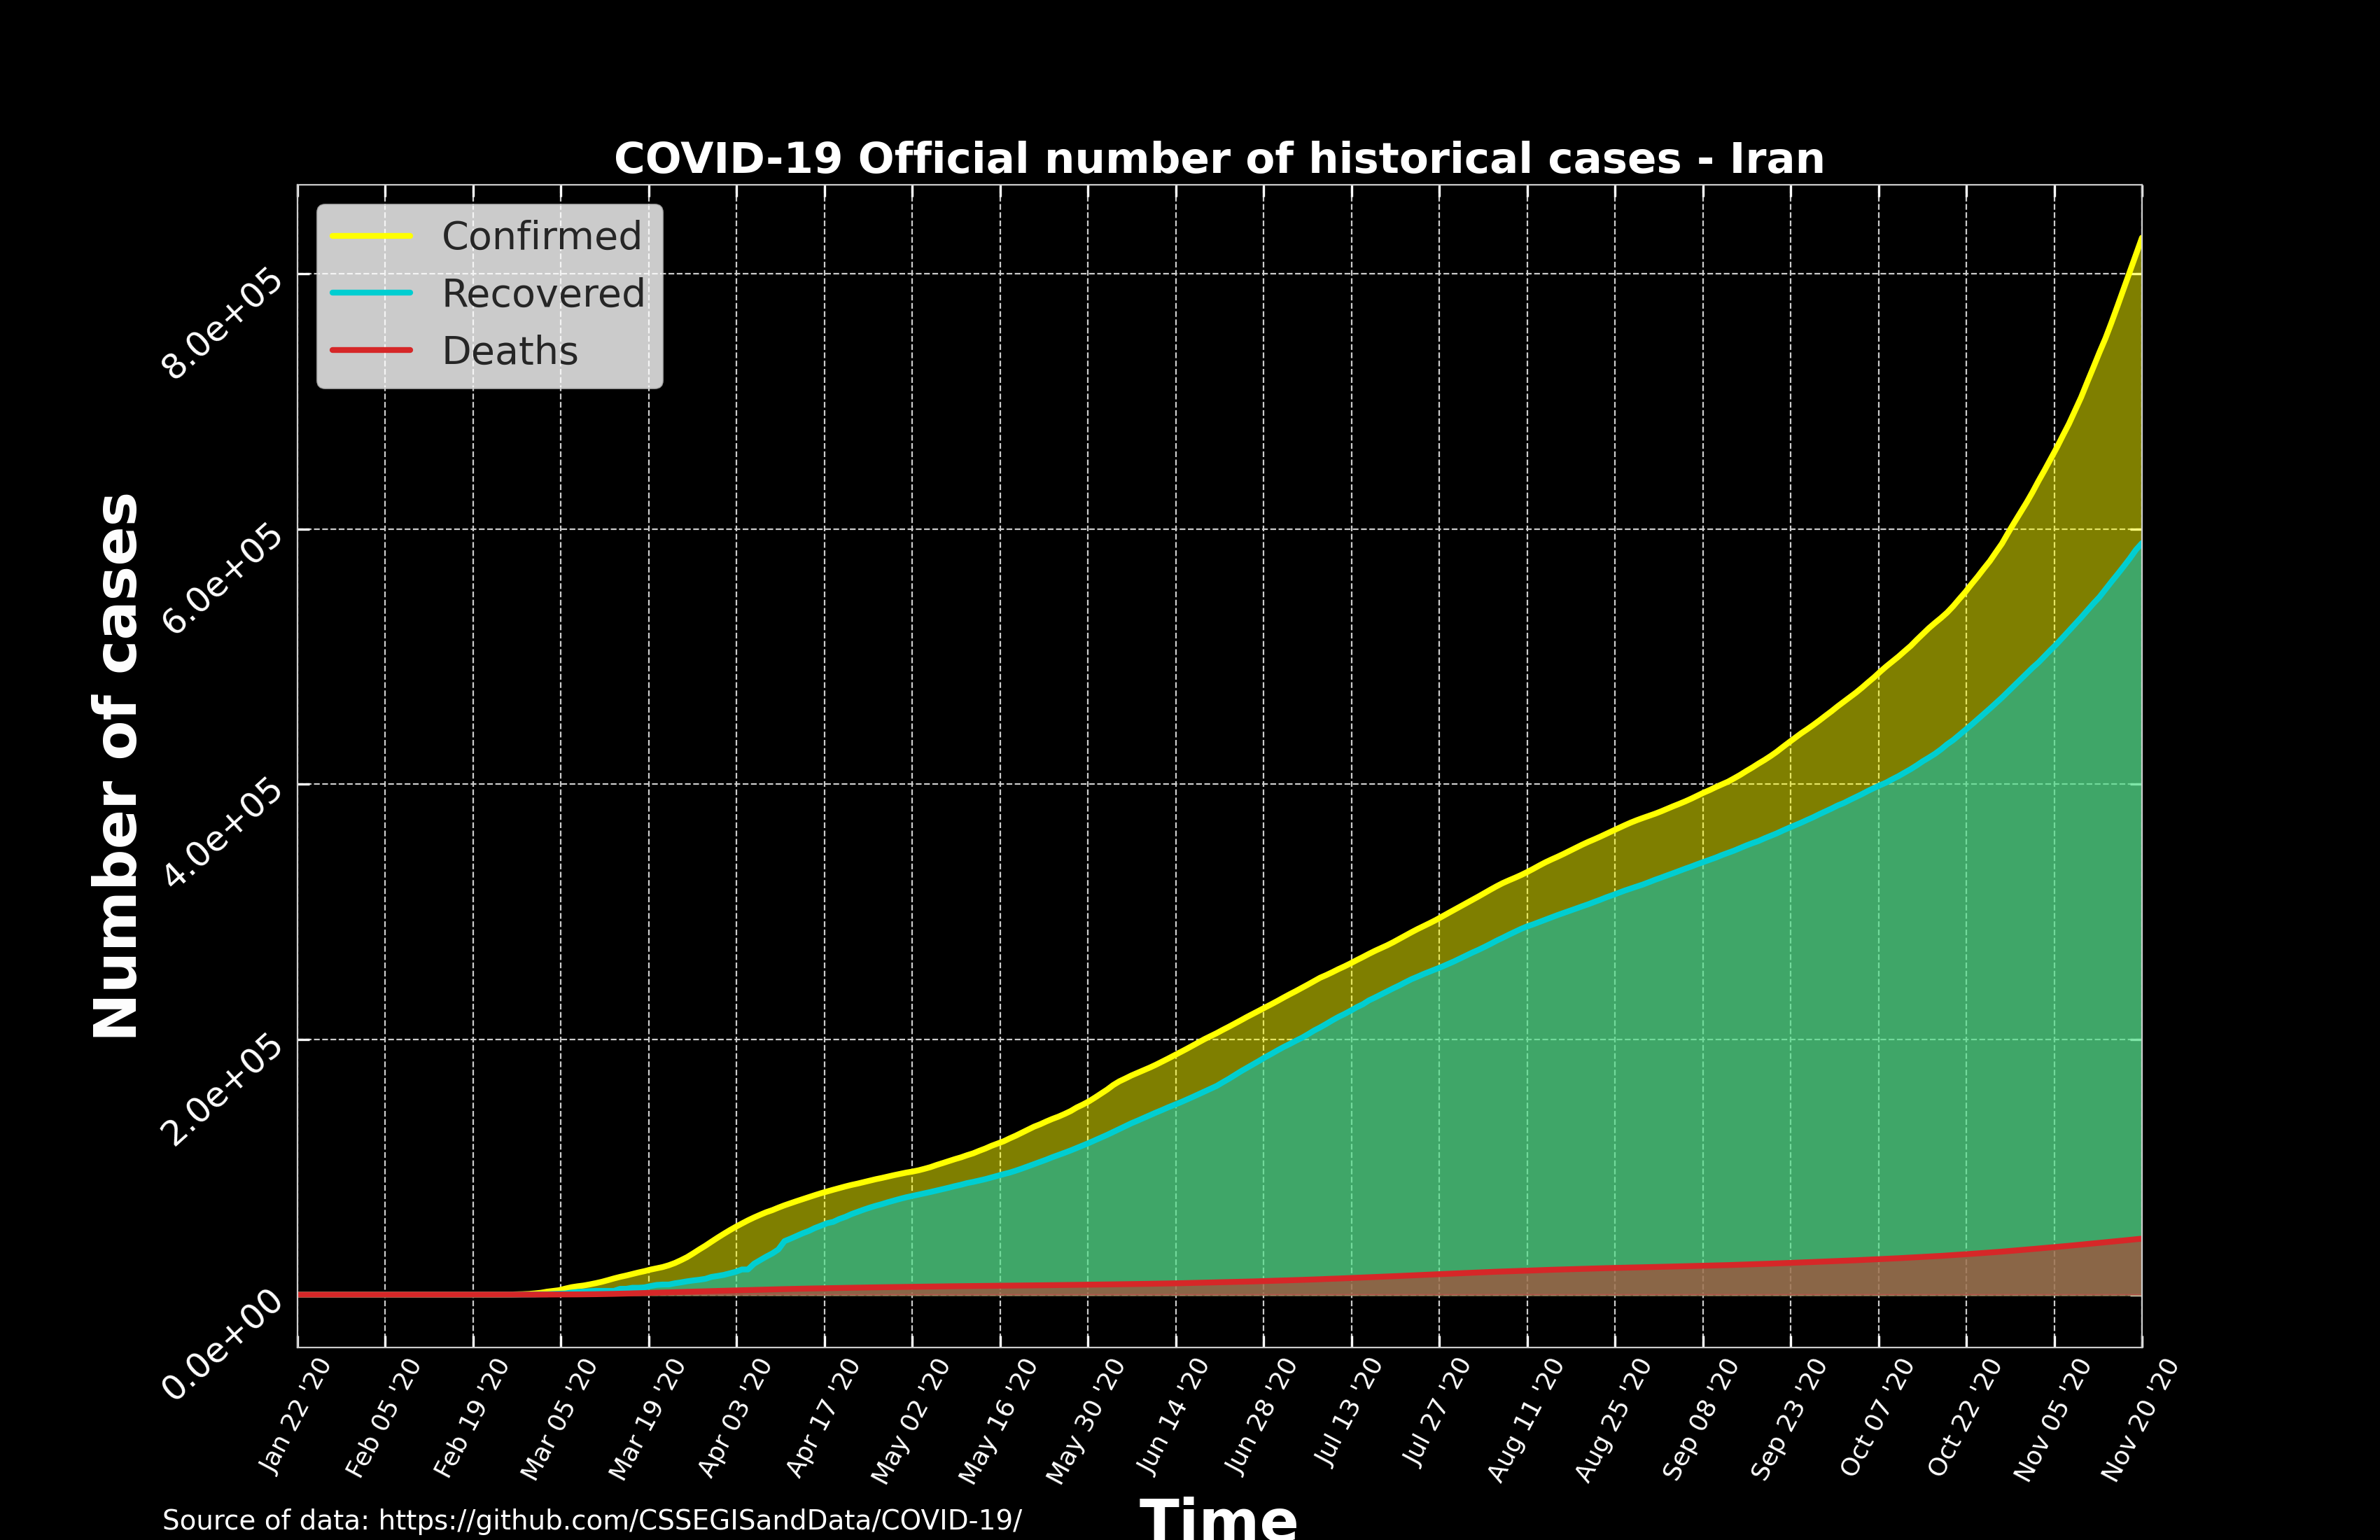 COVID-19 Official number of historical cases - Iran
Confirmed
Recovered
Deaths
Number of cases
8.0e+05
6.0e+05
4.0e+05
2.0e+05
0.0e+00
Jan 22 '20
Feb 05 '20
Feb 19 '20
Mar 05 '20
Mar 19 '20
Apr 03 '20
Apr 17 '20
May 02 '20
May 16 '20
May 30 '20
Jun 14 '20
Jun 28 '20
Jul 13 '20
Jul 27 '20
Aug 11 '20
Aug 25 '20
Sep 08 '20
Sep 23 '20
Oct 07 '20
Oct 22 '20
Nov 05 '20
Nov 20 '20
Time
Source of data: https://github.com/CSSEGISandData/COVID-19/